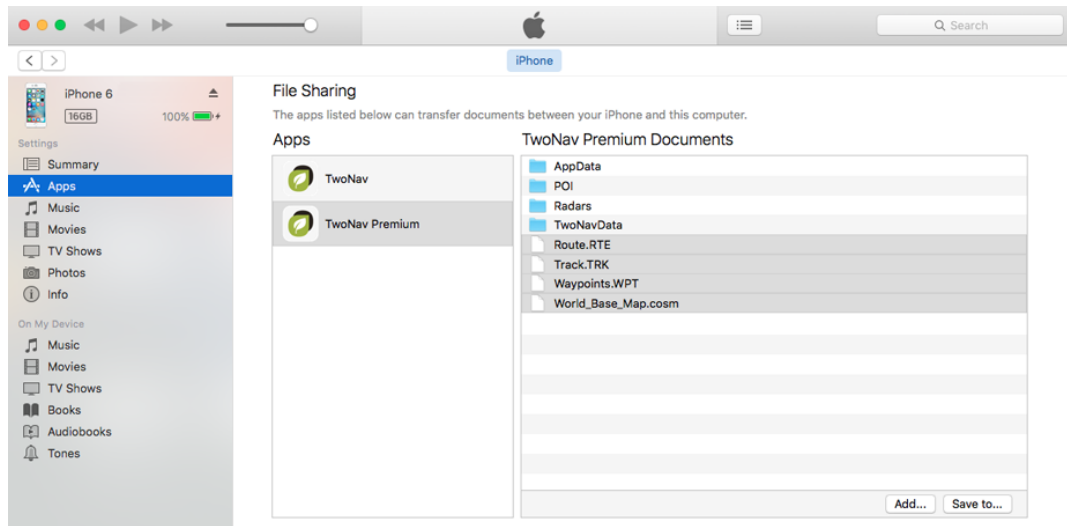 Search
iPhone
iPhone 6
16GB
100%
Settings
Summary
Apps
Music
Movies
TV Shows
Photos
Info
On My Device
Music
Movies
TV Shows
Books
Audiobooks
Tones
File Sharing
The apps listed below can transfer documents between your iPhone and this computer.
Apps
TwoNav
TwoNav Premium
TwoNav Premium Documents
AppData
POI
Radars
TwoNavData
Route.RTE
Track.TRK
Waypoints.WPT
World_Base_Map.cosm
Add...
Save to...